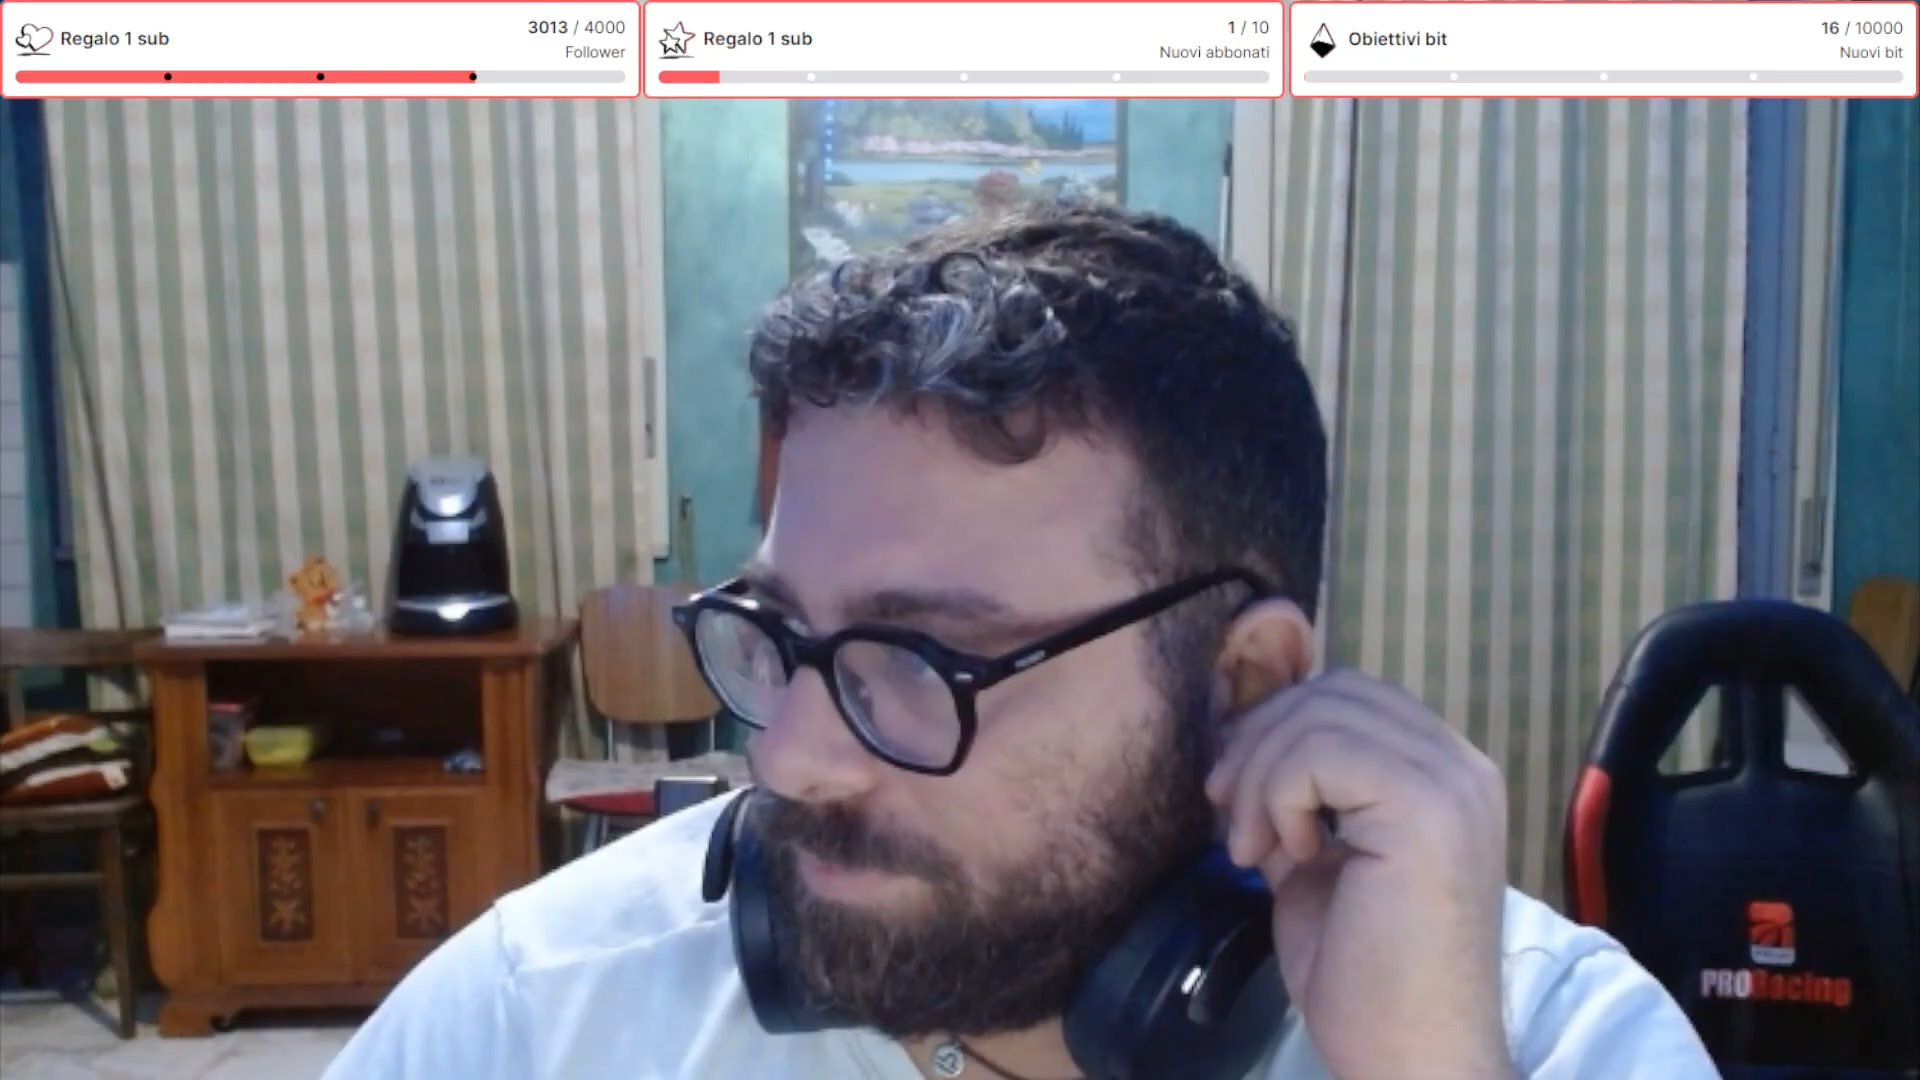 Regalo 1 sub
3013 / 4000
Follower
Regalo 1 sub
1 / 10
Nuovi abbonati
Obiettivi bit
16 / 10000
Nuovi bit
PRORacing